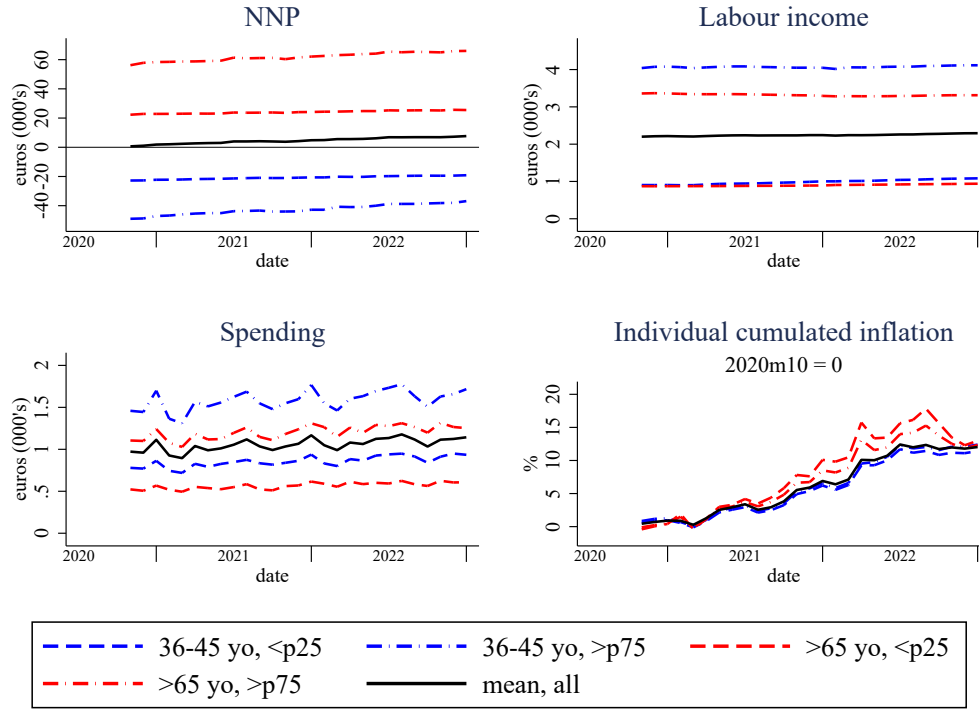 NNP
euros (000's)
60
40
20
0
-20
-40
2020
2021
2022
date
Labour income
euros (000's)
4
3
2
1
0
2020
2021
2022
date
Spending
euros (000's)
2
1.5
1
.5
0
2020
2021
2022
date
Individual cumulated inflation
2020m10 = 0
%
20
15
10
5
0
2020
2021
2022
date
36-45 yo, <p25
36-45 yo, >p75
>65 yo, <p25
>65 yo, >p75
mean, all